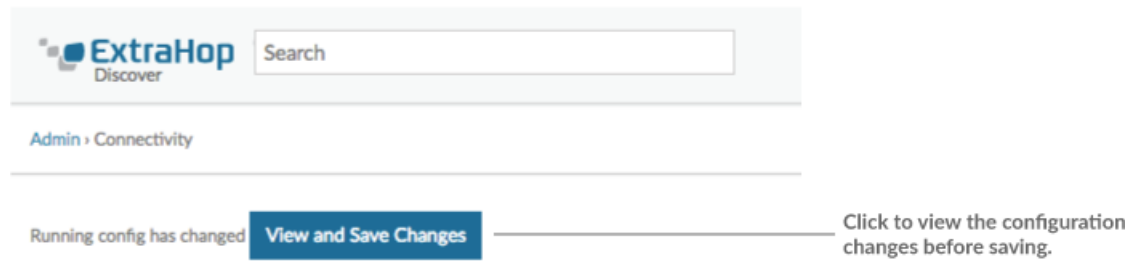 ExtraHop
Discover
Search
Admin › Connectivity
Running config has changed View and Save Changes
Click to view the configuration
changes before saving.